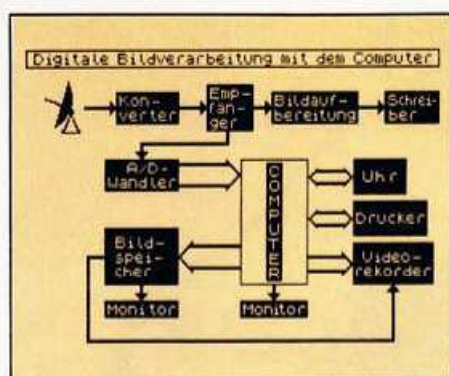 Digitale Bildverarbeitung mit dem Computer
Kon-
verter
Emp-
fän-
ger
Bildauf-
bereitung
Schrei-
ber
A/D-
Wandler
COMPUTER
Uhr
Drucker
Bild-
spei-
cher
Video-
rekorder
Monitor
Monitor